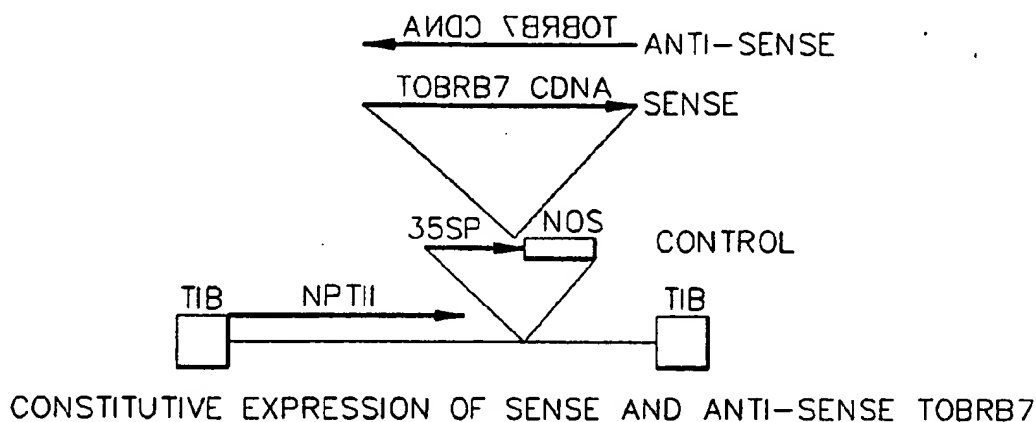 TOBRB7 CDNA
ANTI-SENSE
TOBRB7 CDNA
SENSE
35SP
NOS
CONTROL
TIB
NPTII
TIB
CONSTITUTIVE EXPRESSION OF SENSE AND ANTI-SENSE TOBRB7